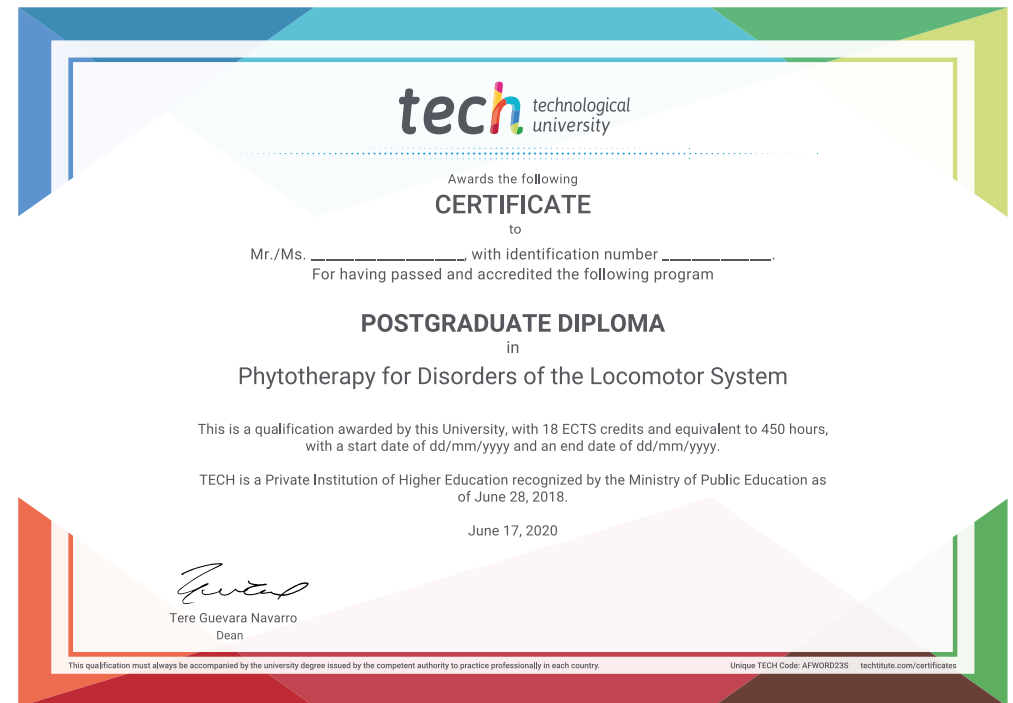 tech technological
university
Awards the following
CERTIFICATE
to
Mr./Ms. __________________, with identification number _____________.
For having passed and accredited the following program
POSTGRADUATE DIPLOMA
in
Phytotherapy for Disorders of the Locomotor System
This is a qualification awarded by this University, with 18 ECTS credits and equivalent to 450 hours,
with a start date of dd/mm/yyyy and an end date of dd/mm/yyyy.
TECH is a Private Institution of Higher Education recognized by the Ministry of Public Education as
of June 28, 2018.
June 17, 2020
Tere Guevara Navarro
Dean
This qualification must always be accompanied by the university degree issued by the competent authority to practice professionally in each country.
Unique TECH Code: AFWORD23S techtitute.com/certificates